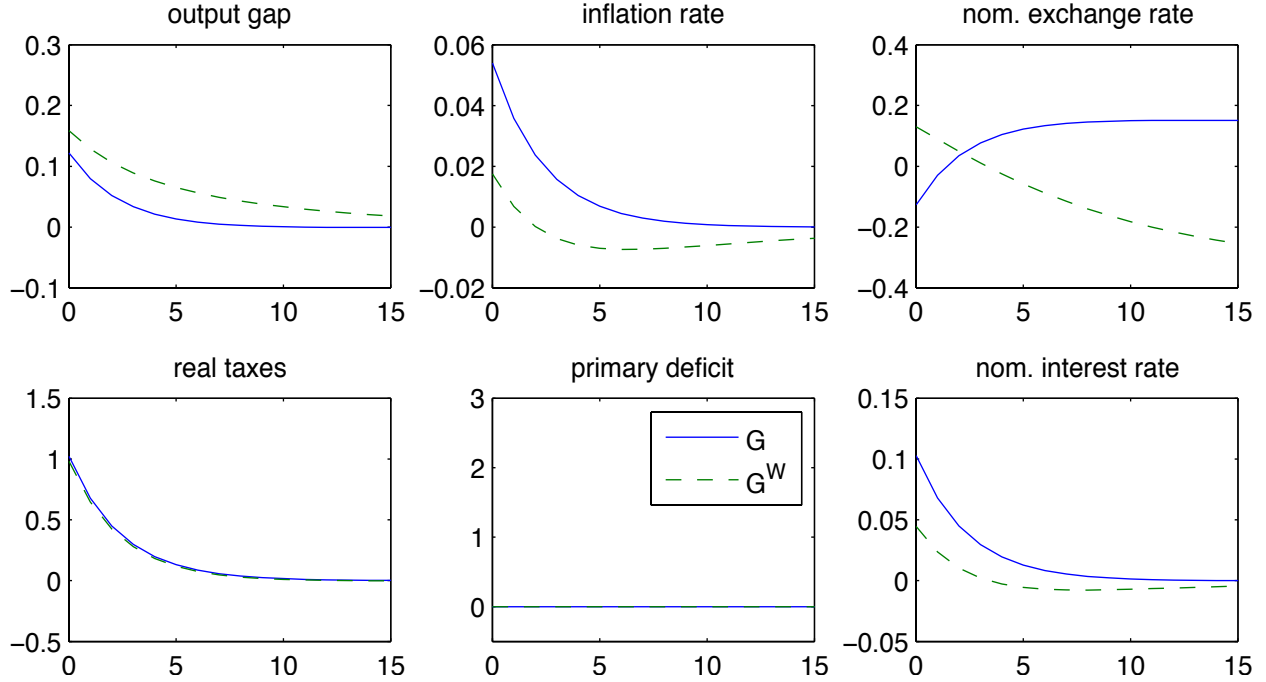 output gap
inflation rate
nom. exchange rate
0.3
0.2
0.1
0
−0.1
0 5 10 15
0.06
0.04
0.02
0
−0.02
0 5 10 15
0.4
0.2
0
−0.2
−0.4
0 5 10 15
real taxes
primary deficit
nom. interest rate
1.5
1
0.5
0
−0.5
0 5 10 15
3
2
1
0
G
G^W
0 5 10 15
0.15
0.1
0.05
0
−0.05
0 5 10 15